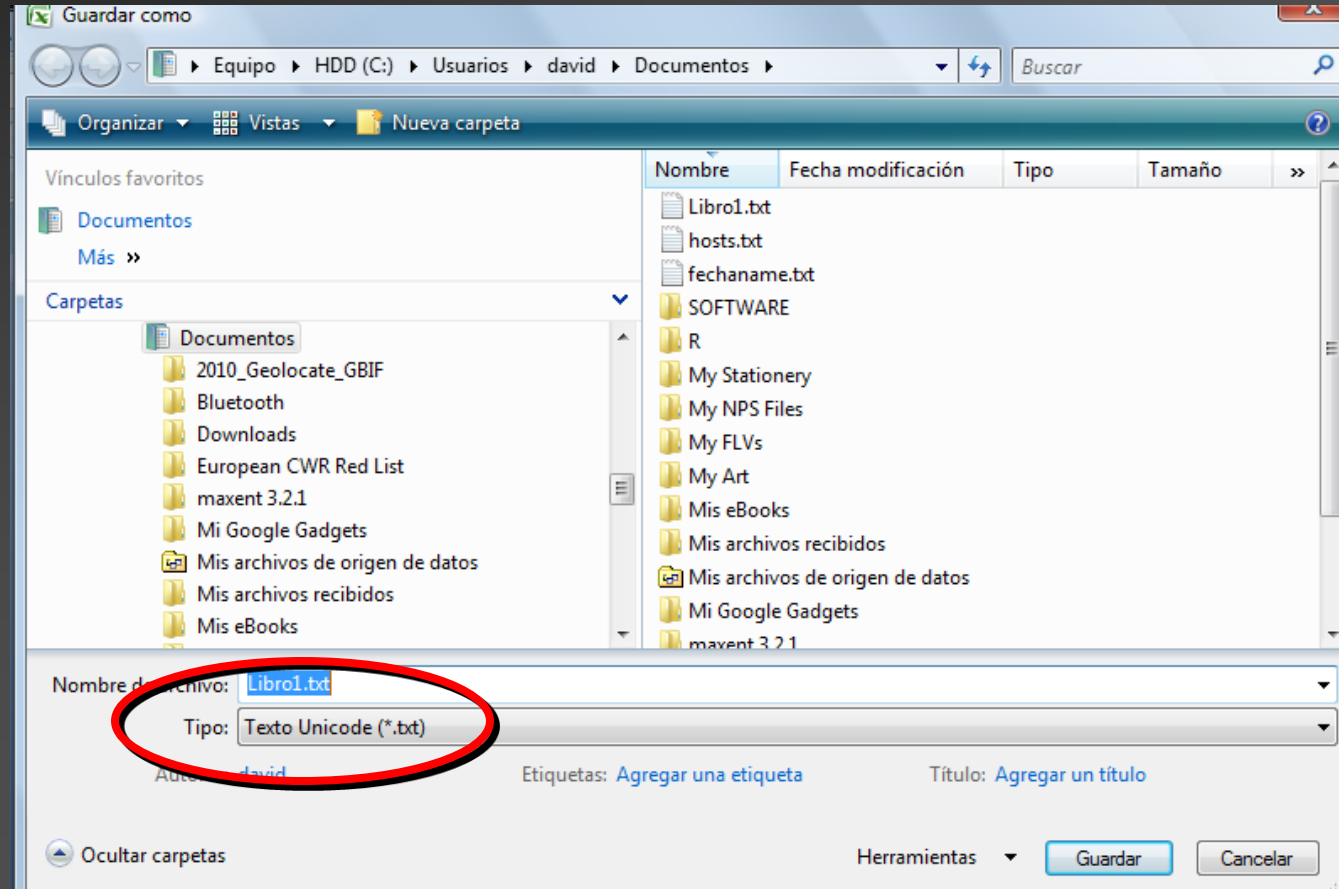 Guardar como
Equipo HDD (C:) Usuarios david Documentos
Buscar
Organizar Vistas Nueva carpeta
Vínculos favoritos
Documentos
Más »
Carpetas
Documentos
2010_Geolocate_GBIF
Bluetooth
Downloads
European CWR Red List
maxent 3.2.1
Mi Google Gadgets
Mis archivos de origen de datos
Mis archivos recibidos
Mis eBooks
Nombre Fecha modificación Tipo Tamaño »
Libro1.txt
hosts.txt
fechaname.txt
SOFTWARE
R
My Stationery
My NPS Files
My FLVs
My Art
Mis eBooks
Mis archivos recibidos
Mis archivos de origen de datos
Mi Google Gadgets
maxent 3.2.1
Nombre de archivo: Libro1.txt
Tipo: Texto Unicode (*.txt)
david Etiquetas: Agregar una etiqueta Título: Agregar un título
Ocultar carpetas Herramientas Guardar Cancelar